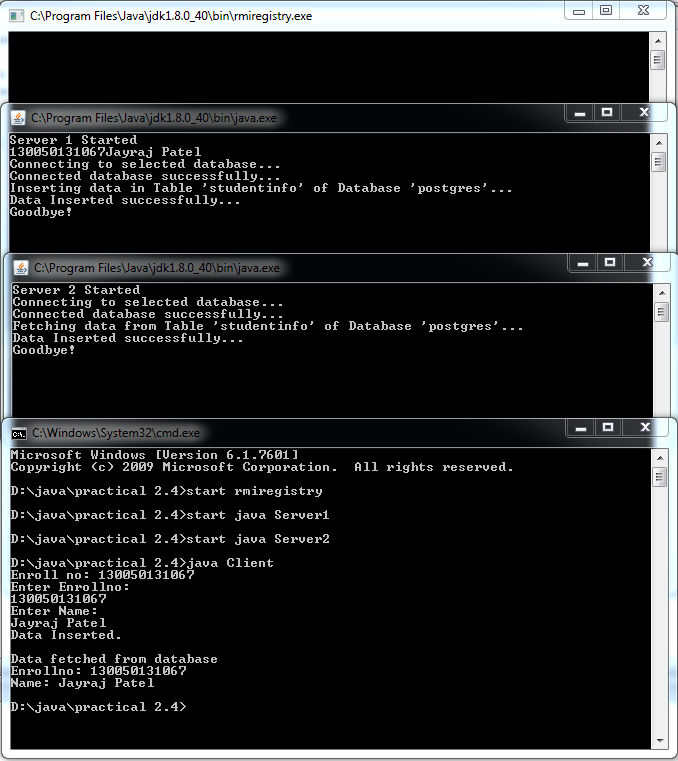 C:\Program Files\Java\jdk1.8.0_40\bin\rmiregistry.exe
C:\Program Files\Java\jdk1.8.0_40\bin\java.exe
Server 1 Started
130050131067Jayraj Patel
Connecting to selected database...
Connected database successfully...
Inserting data in Table 'studentinfo' of Database 'postgres'...
Data Inserted successfully...
Goodbye!
C:\Program Files\Java\jdk1.8.0_40\bin\java.exe
Server 2 Started
Connecting to selected database...
Connected database successfully...
Fetching data from Table 'studentinfo' of Database 'postgres'...
Data Inserted successfully...
Goodbye!
C:\Windows\System32\cmd.exe
Microsoft Windows [Version 6.1.7601]
Copyright (c) 2009 Microsoft Corporation.  All rights reserved.
D:\java\practical 2.4>start rmiregistry
D:\java\practical 2.4>start java Server1
D:\java\practical 2.4>start java Server2
D:\java\practical 2.4>java Client
Enroll no: 130050131067
Enter Enrollno:
130050131067
Enter Name:
Jayraj Patel
Data Inserted.
Data fetched from database
Enrollno: 130050131067
Name: Jayraj Patel
D:\java\practical 2.4>